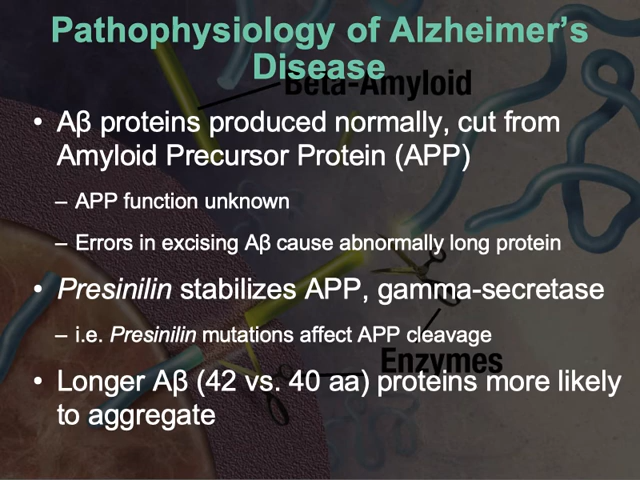 Pathophysiology of Alzheimer’s
Disease
Beta-Amyloid
• Aβ proteins produced normally, cut from
Amyloid Precursor Protein (APP)
– APP function unknown
– Errors in excising Aβ cause abnormally long protein
• Presinilin stabilizes APP, gamma-secretase
– i.e. Presinilin mutations affect APP cleavage
Enzymes
• Longer Aβ (42 vs. 40 aa) proteins more likely
to aggregate